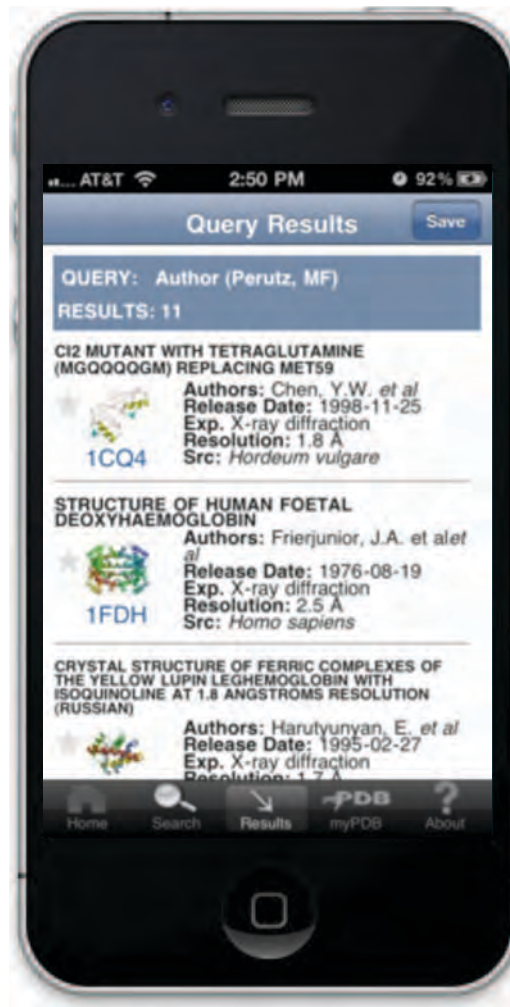 AT&T 2:50 PM 92%
Query Results Save
QUERY: Author (Perutz, MF)
RESULTS: 11
CI2 MUTANT WITH TETRAGLUTAMINE
(MGQQQQGM) REPLACING MET59
Authors: Chen, Y.W. et al
Release Date: 1998-11-25
Exp. X-ray diffraction
Resolution: 1.8 Å
Src: Hordeum vulgare
1CQ4
STRUCTURE OF HUMAN FOETAL
DEOXYHAEMOGLOBIN
Authors: Frierjunior, J.A. et alet
al
Release Date: 1976-08-19
Exp. X-ray diffraction
Resolution: 2.5 Å
Src: Homo sapiens
1FDH
CRYSTAL STRUCTURE OF FERRIC COMPLEXES OF
THE YELLOW LUPIN LEGHEMOGLOBIN WITH
ISOQUINOLINE AT 1.8 ANGSTROMS RESOLUTION
(RUSSIAN)
Authors: Harutyunyan, E. et al
Release Date: 1995-02-27
Exp. X-ray diffraction
Resolution: 1.7 Å
PDB
Home Search Results myPDB About